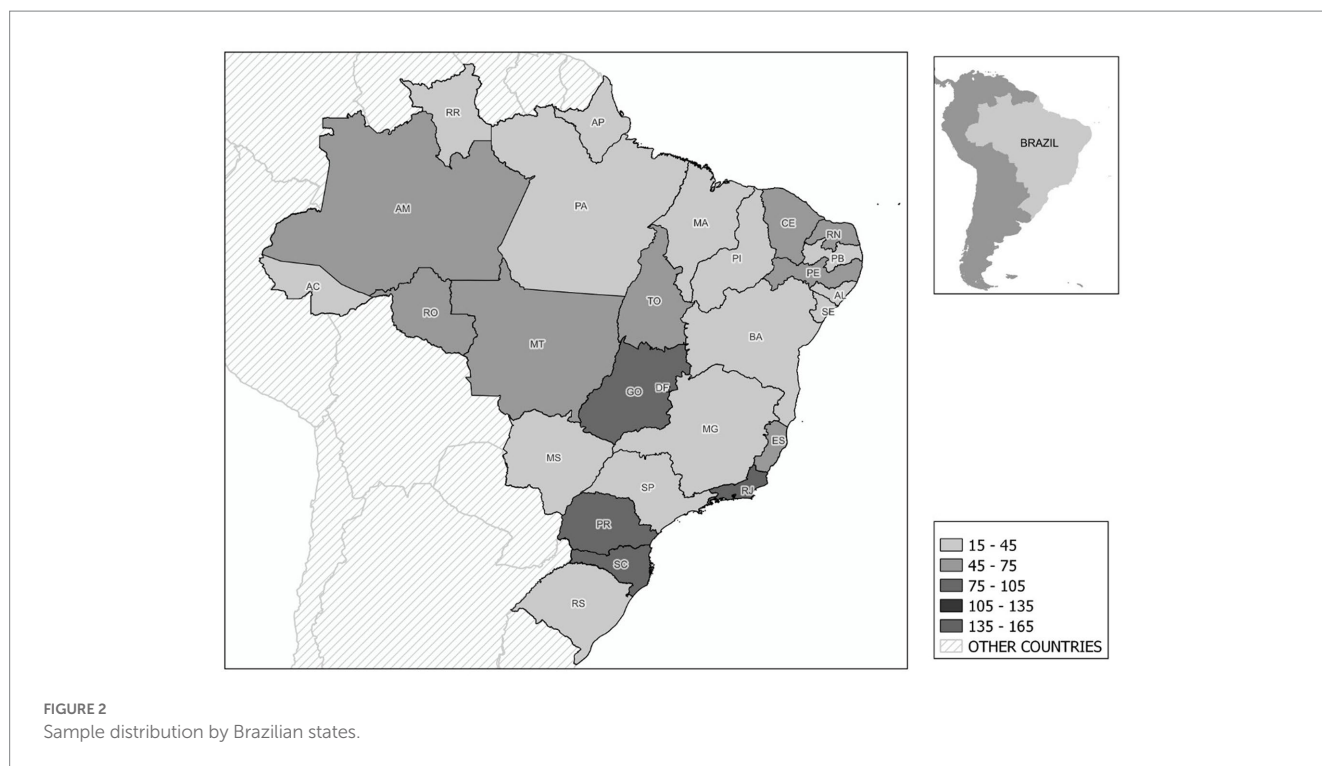 RR
AP
AM
PA
MA
CE
RN
PB
PI
PE
AC
AL
TO
SE
RO
BA
MT
GO
DF
MG
ES
MS
SP
RJ
PR
SC
RS
BRAZIL
15 - 45
45 - 75
75 - 105
105 - 135
135 - 165
OTHER COUNTRIES
FIGURE 2
Sample distribution by Brazilian states.